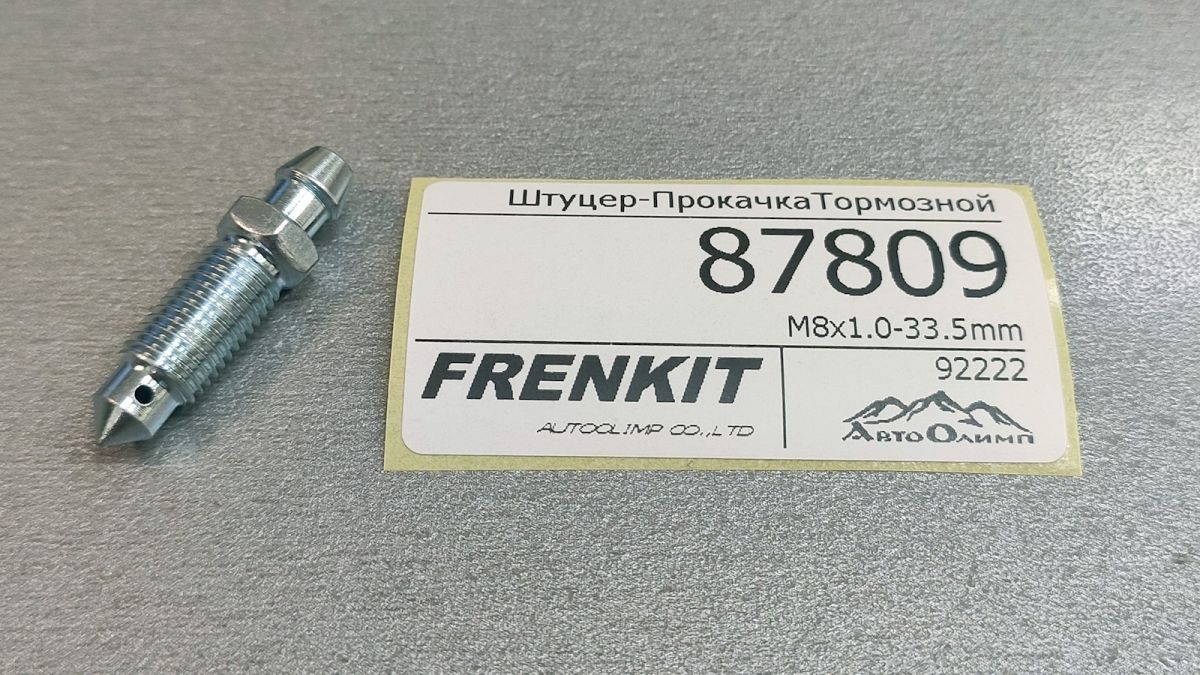 Штуцер-ПрокачкаТормозной
87809
M8x1.0-33.5mm
FRENKIT
AUTOOLIMP CO.,LTD
92222
АвтоОлимп